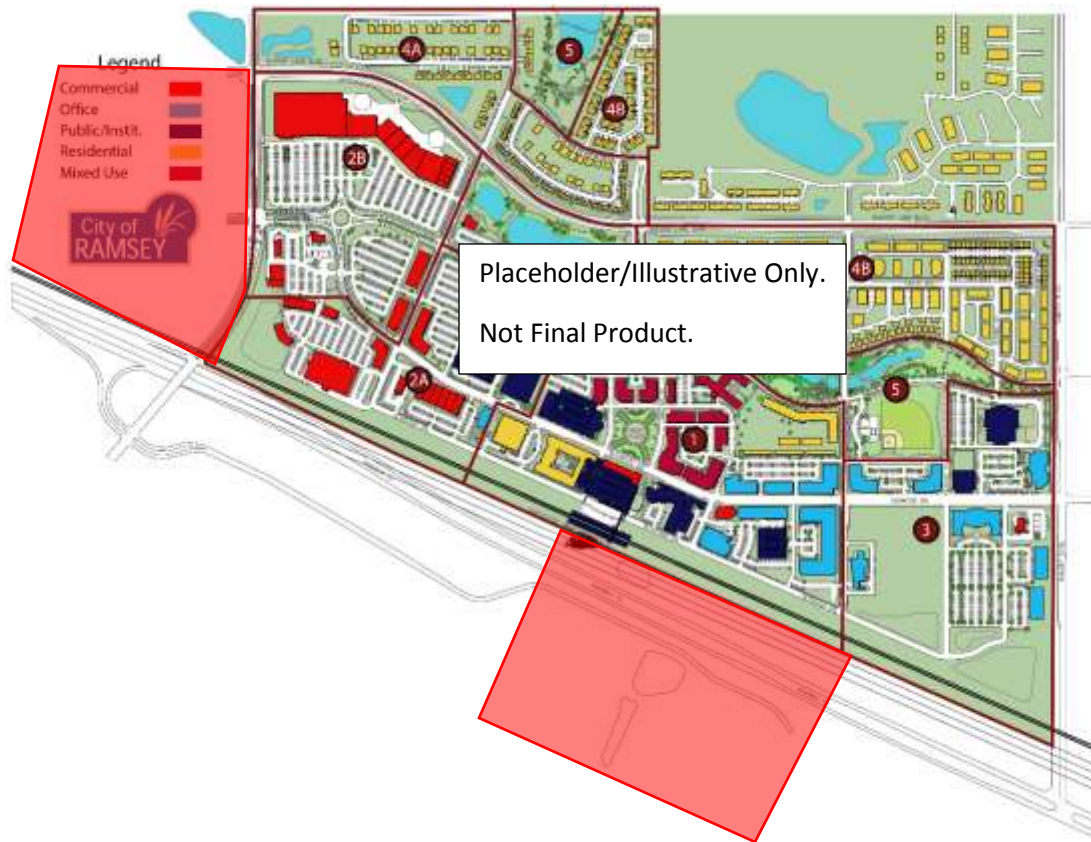 4A
5
4B
Legend
Commercial
Office
Public/Instit.
Residential
Mixed Use
2B
City of
RAMSEY
Placeholder/Illustrative Only.
Not Final Product.
4B
2A
5
1
3